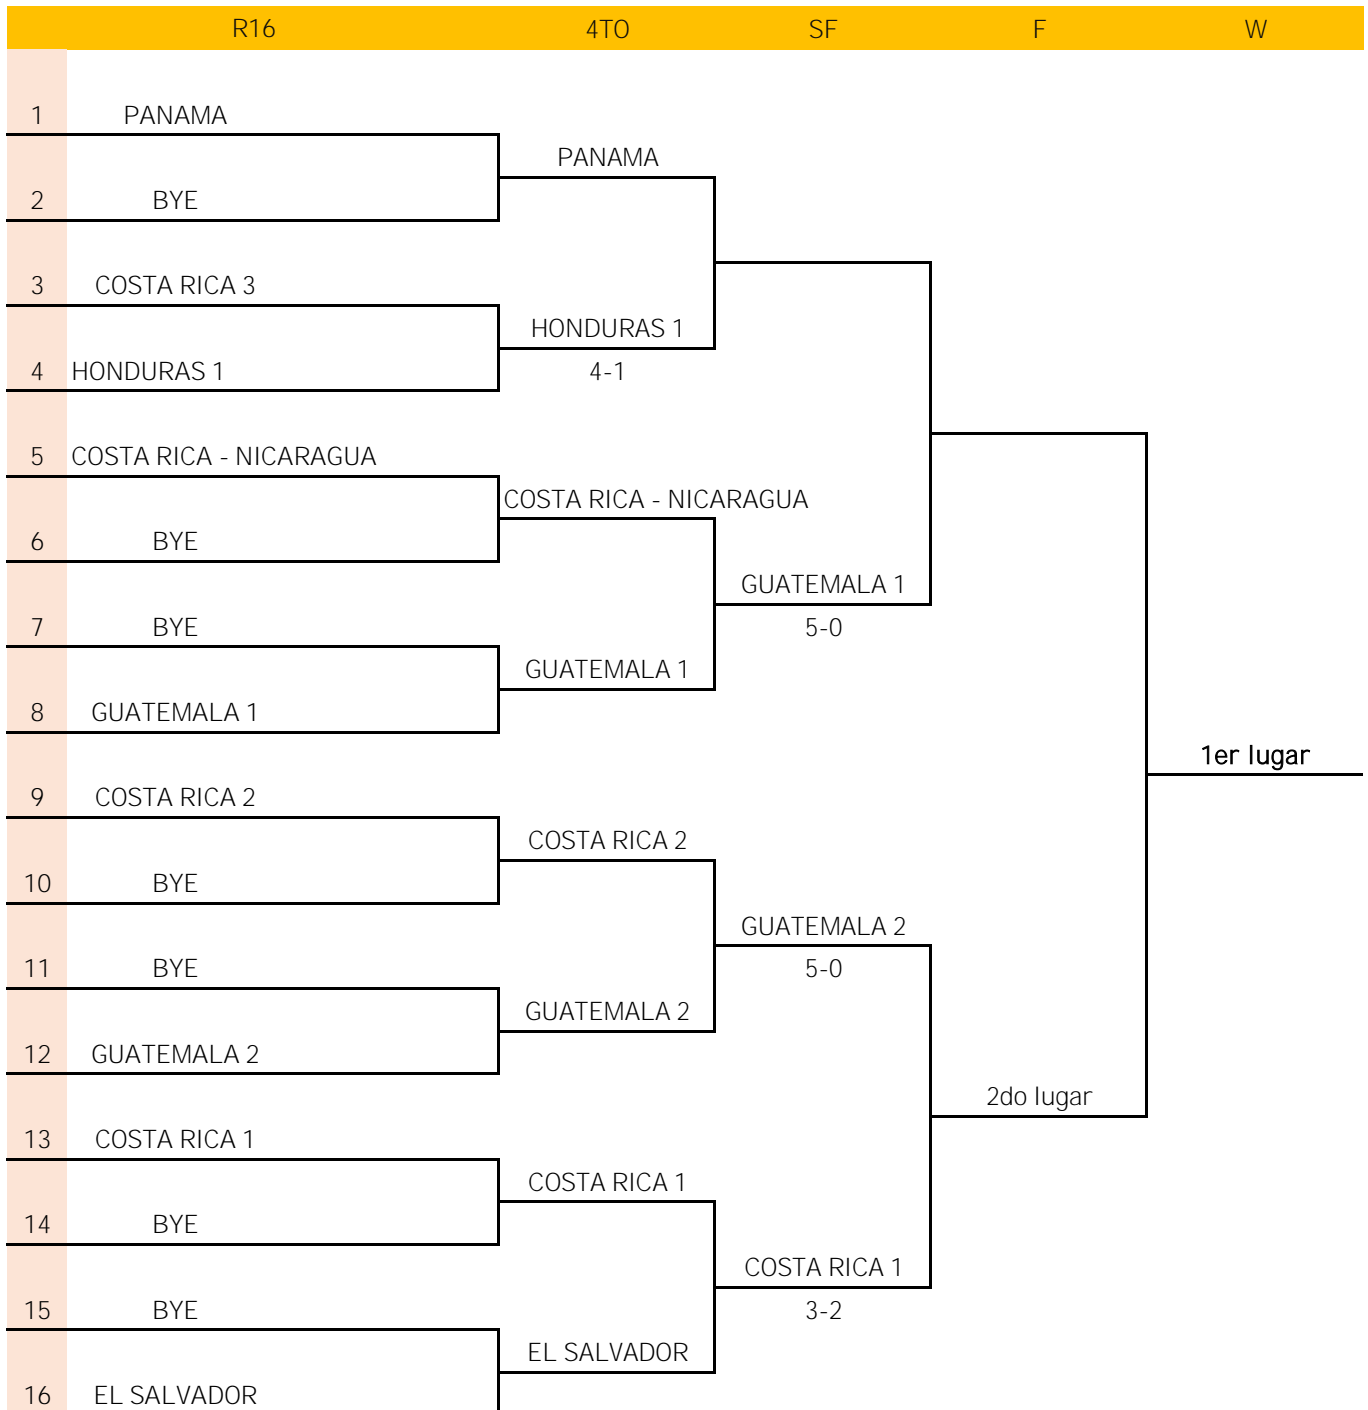 R16 4TO SF F W
1 PANAMA
PANAMA
2 BYE
3 COSTA RICA 3
HONDURAS 1
4 HONDURAS 1 4-1
5 COSTA RICA - NICARAGUA
COSTA RICA - NICARAGUA
6 BYE
GUATEMALA 1
7 BYE 5-0
GUATEMALA 1
8 GUATEMALA 1
1er lugar
9 COSTA RICA 2
COSTA RICA 2
10 BYE
GUATEMALA 2
11 BYE 5-0
GUATEMALA 2
12 GUATEMALA 2
2do lugar
13 COSTA RICA 1
COSTA RICA 1
14 BYE
COSTA RICA 1
15 BYE 3-2
EL SALVADOR
16 EL SALVADOR